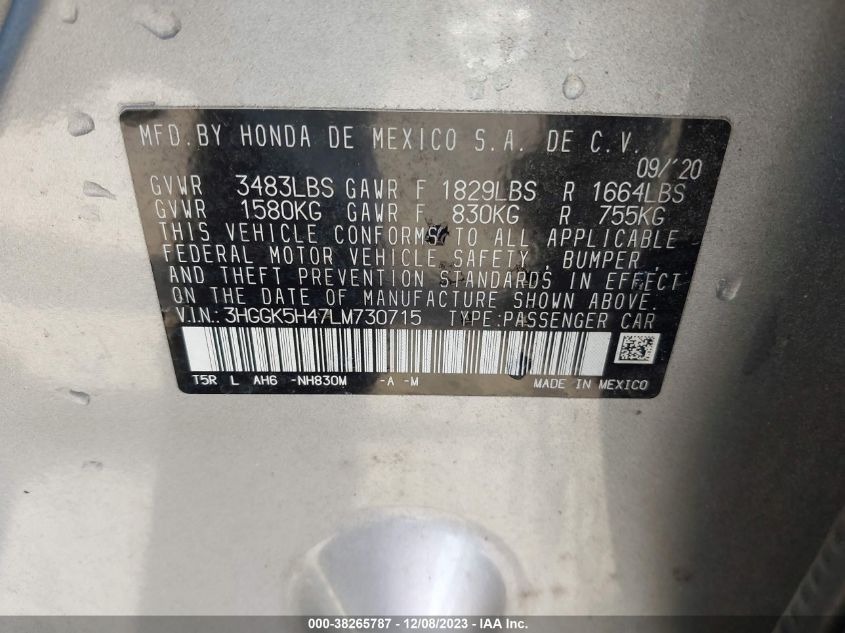 MFD.BY HONDA DE MEXICO S.A. DE C.V.
09/'20
GVWR 3483LBS GAWR F 1829LBS R 1664LBS
GVWR 1580KG GAWR F 830KG R 755KG
THIS VEHICLE CONFORMS TO ALL APPLICABLE
FEDERAL MOTOR VEHICLE SAFETY, BUMPER,
AND THEFT PREVENTION STANDARDS IN EFFECT
ON THE DATE OF MANUFACTURE SHOWN ABOVE.
V.I.N.: 3HGGK5H47LM730715 TYPE:PASSENGER CAR
T5R L AH6 -NH830M -A -M MADE IN MEXICO
000-38265787 - 12/08/2023 - Copyright © IAA, Inc.